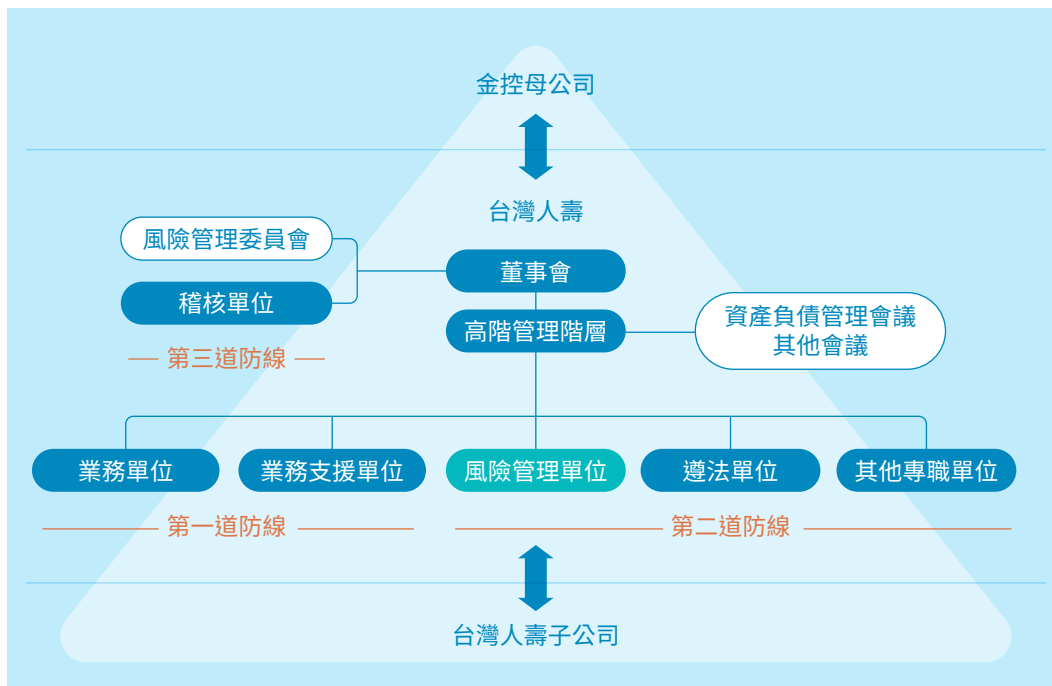 金控母公司
台灣人壽
風險管理委員會
董事會
稽核單位
高階管理階層
資產負債管理會議
其他會議
第三道防線
業務單位
業務支援單位
風險管理單位
遵法單位
其他專職單位
第一道防線
第二道防線
台灣人壽子公司